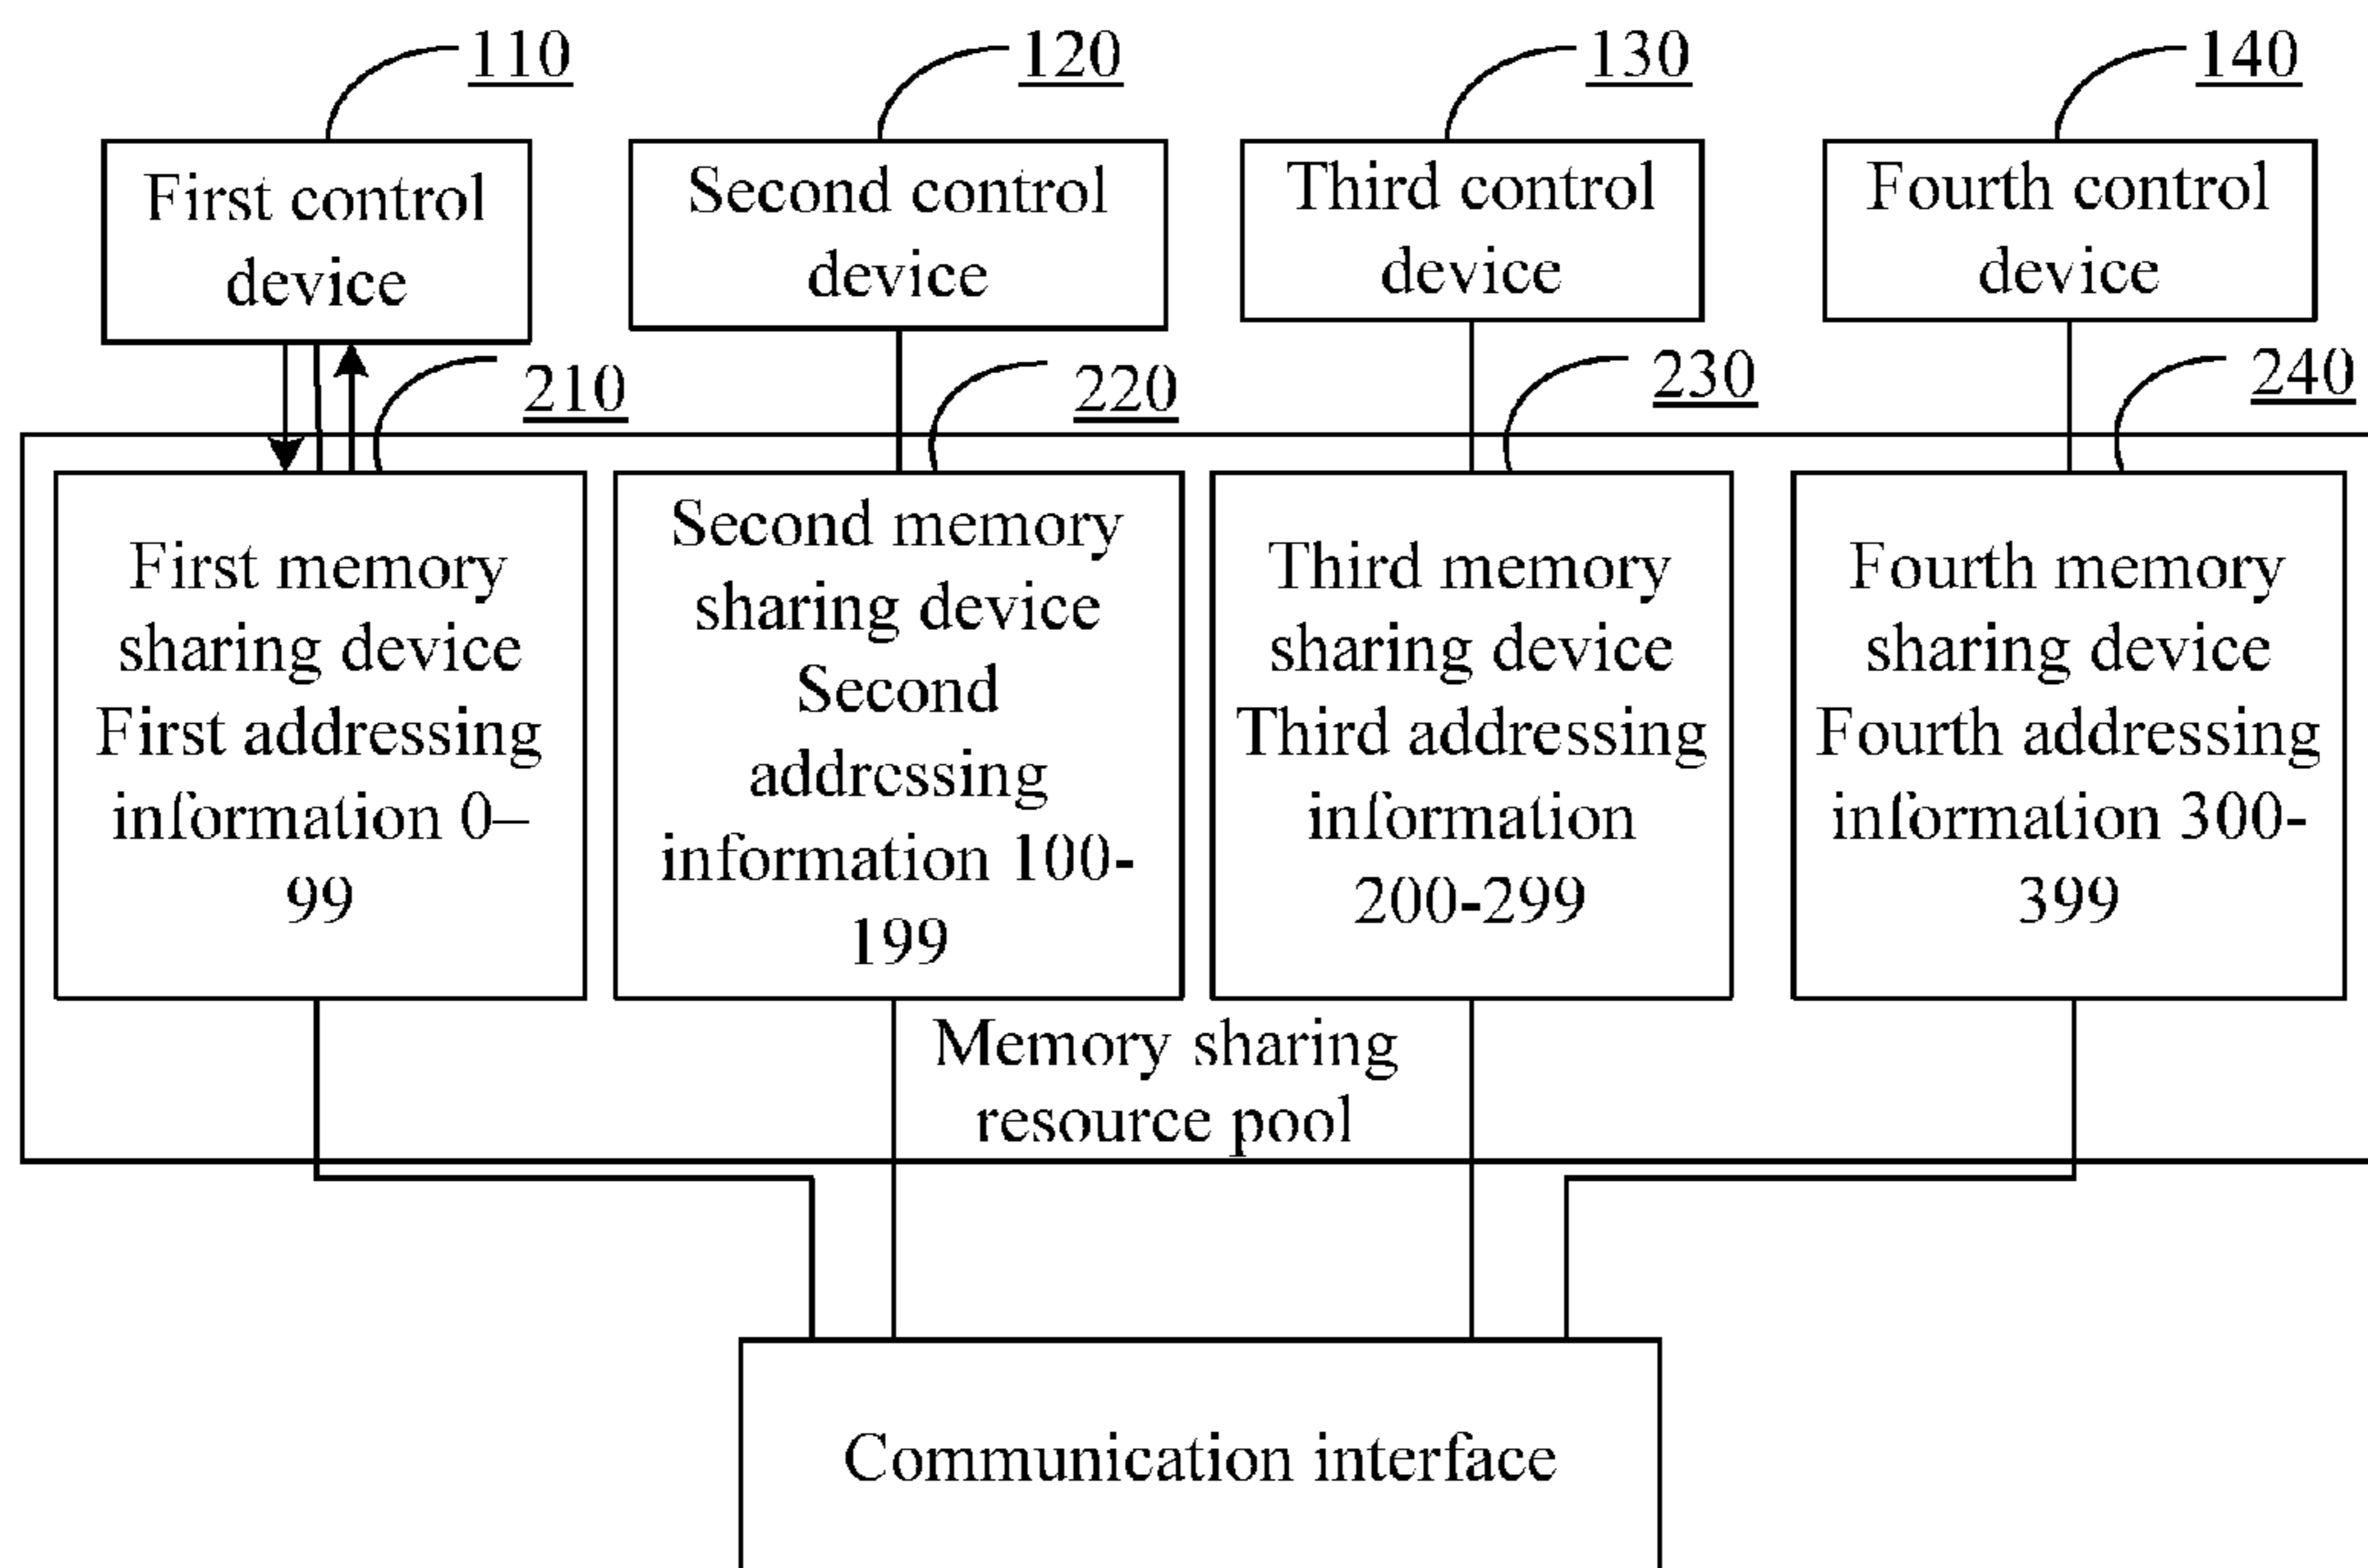 110
120
130
140
First control
device
Second control
device
Third control
device
Fourth control
device
210
220
230
240
First memory
sharing device
First addressing
information 0–
99
Second memory
sharing device
Second
addressing
information 100-
199
Third memory
sharing device
Third addressing
information
200-299
Fourth memory
sharing device
Fourth addressing
information 300-
399
Memory sharing
resource pool
Communication interface